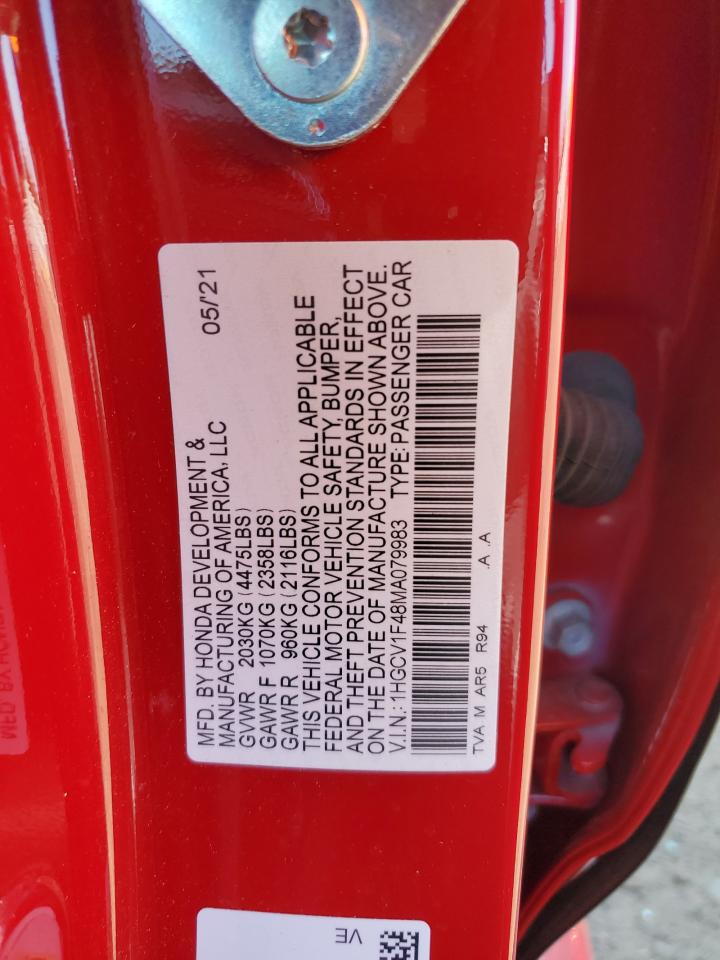 MFD. BY HONDA DEVELOPMENT & 05/'21
MANUFACTURING OF AMERICA, LLC
GVWR 2030KG (4475LBS)
GAWR F 1070KG (2358LBS)
GAWR R 960KG (2116LBS)
THIS VEHICLE CONFORMS TO ALL APPLICABLE
FEDERAL MOTOR VEHICLE SAFETY, BUMPER,
AND THEFT PREVENTION STANDARDS IN EFFECT
ON THE DATE OF MANUFACTURE SHOWN ABOVE.
V.I.N.: 1HGCV1F48MA079983 TYPE: PASSENGER CAR
TVA M AR5 R94 .A .A
VE